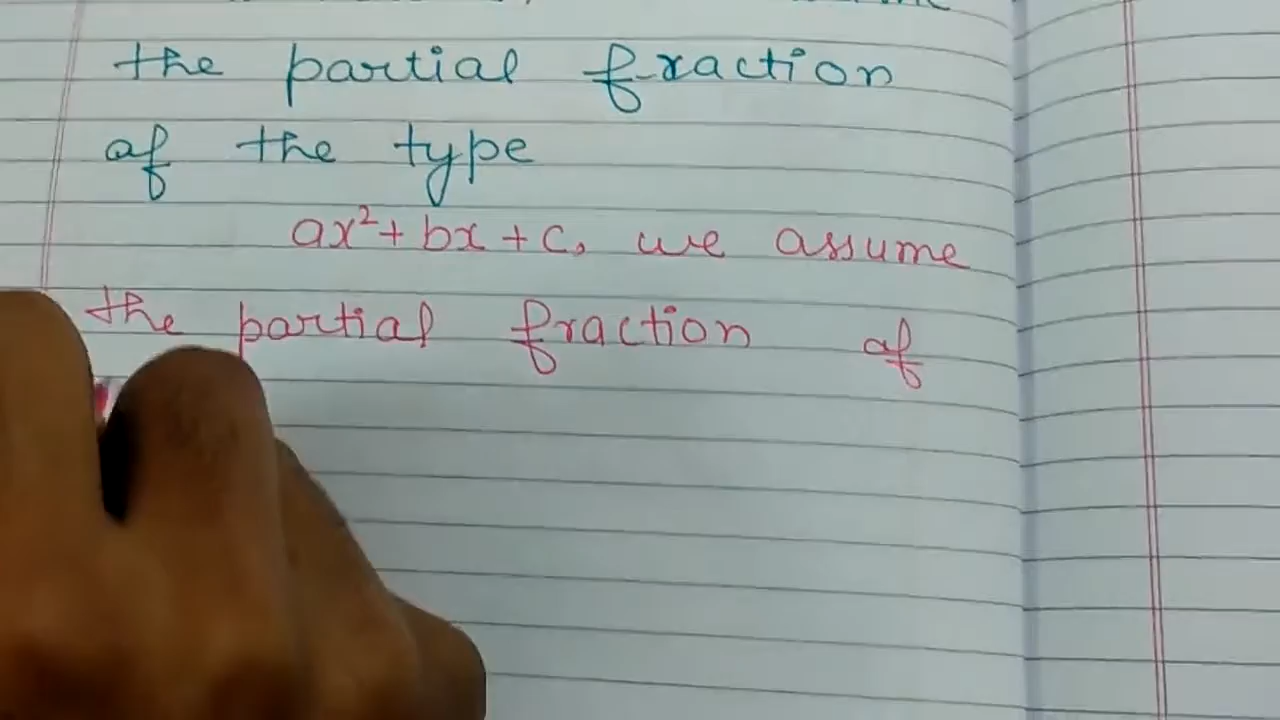 the partial fraction
of the type
ax²+ bx + c, we assume
the partial fraction of